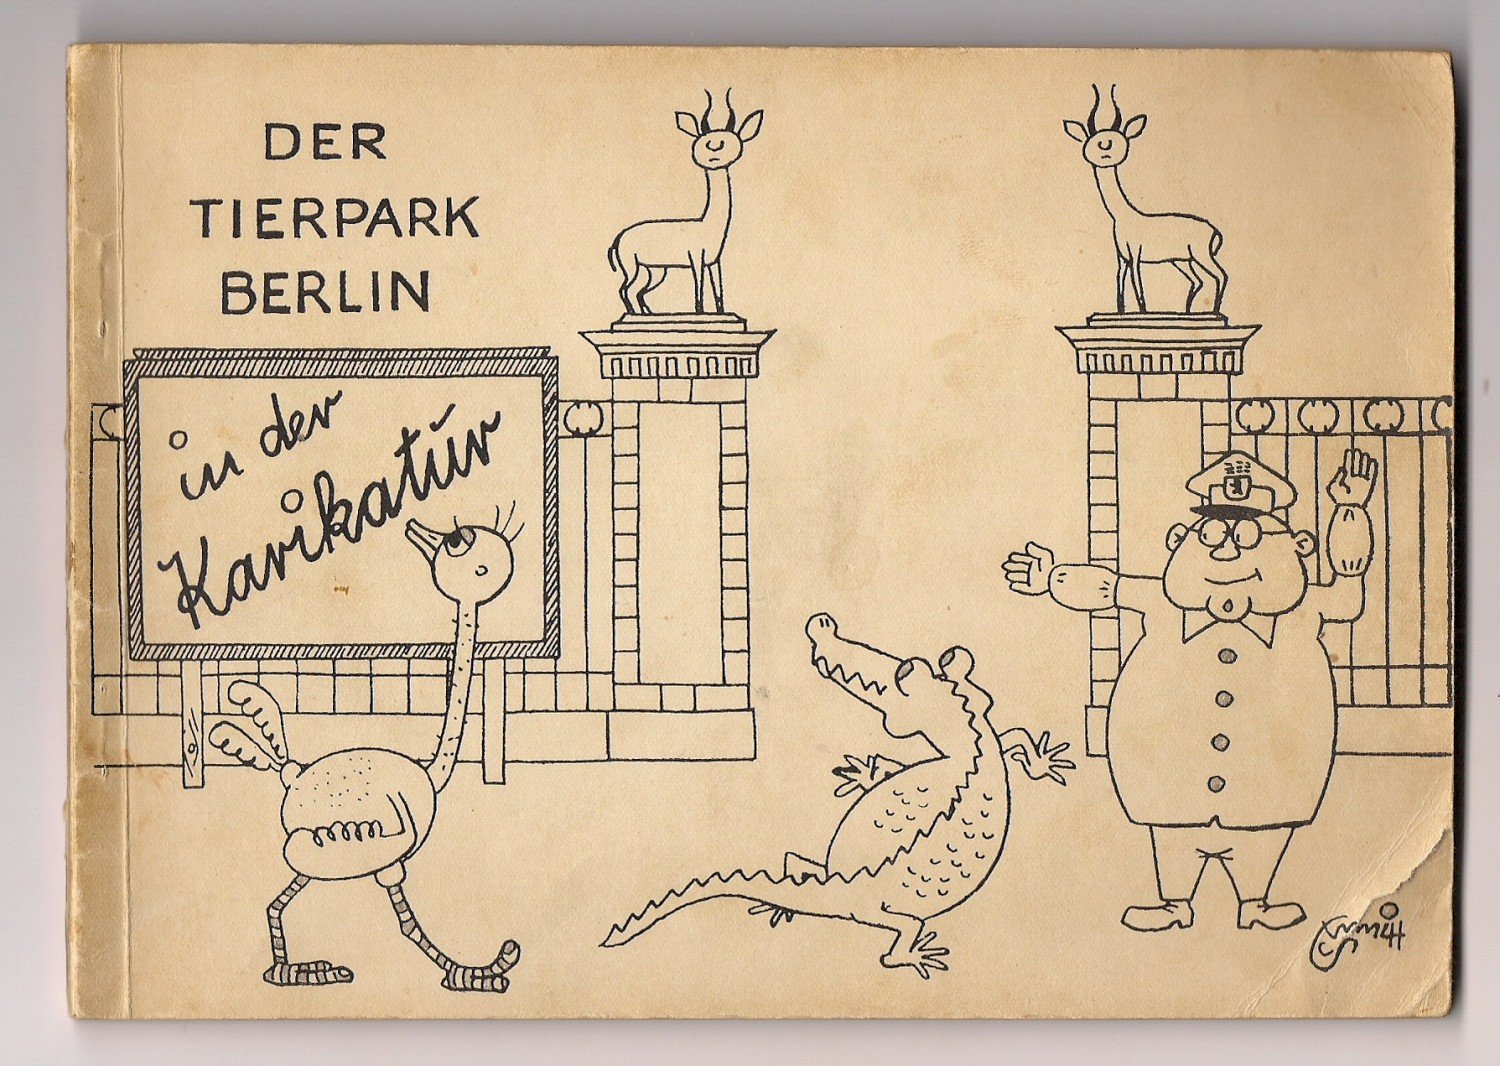 DER
TIERPARK
BERLIN
in der
Karikatur